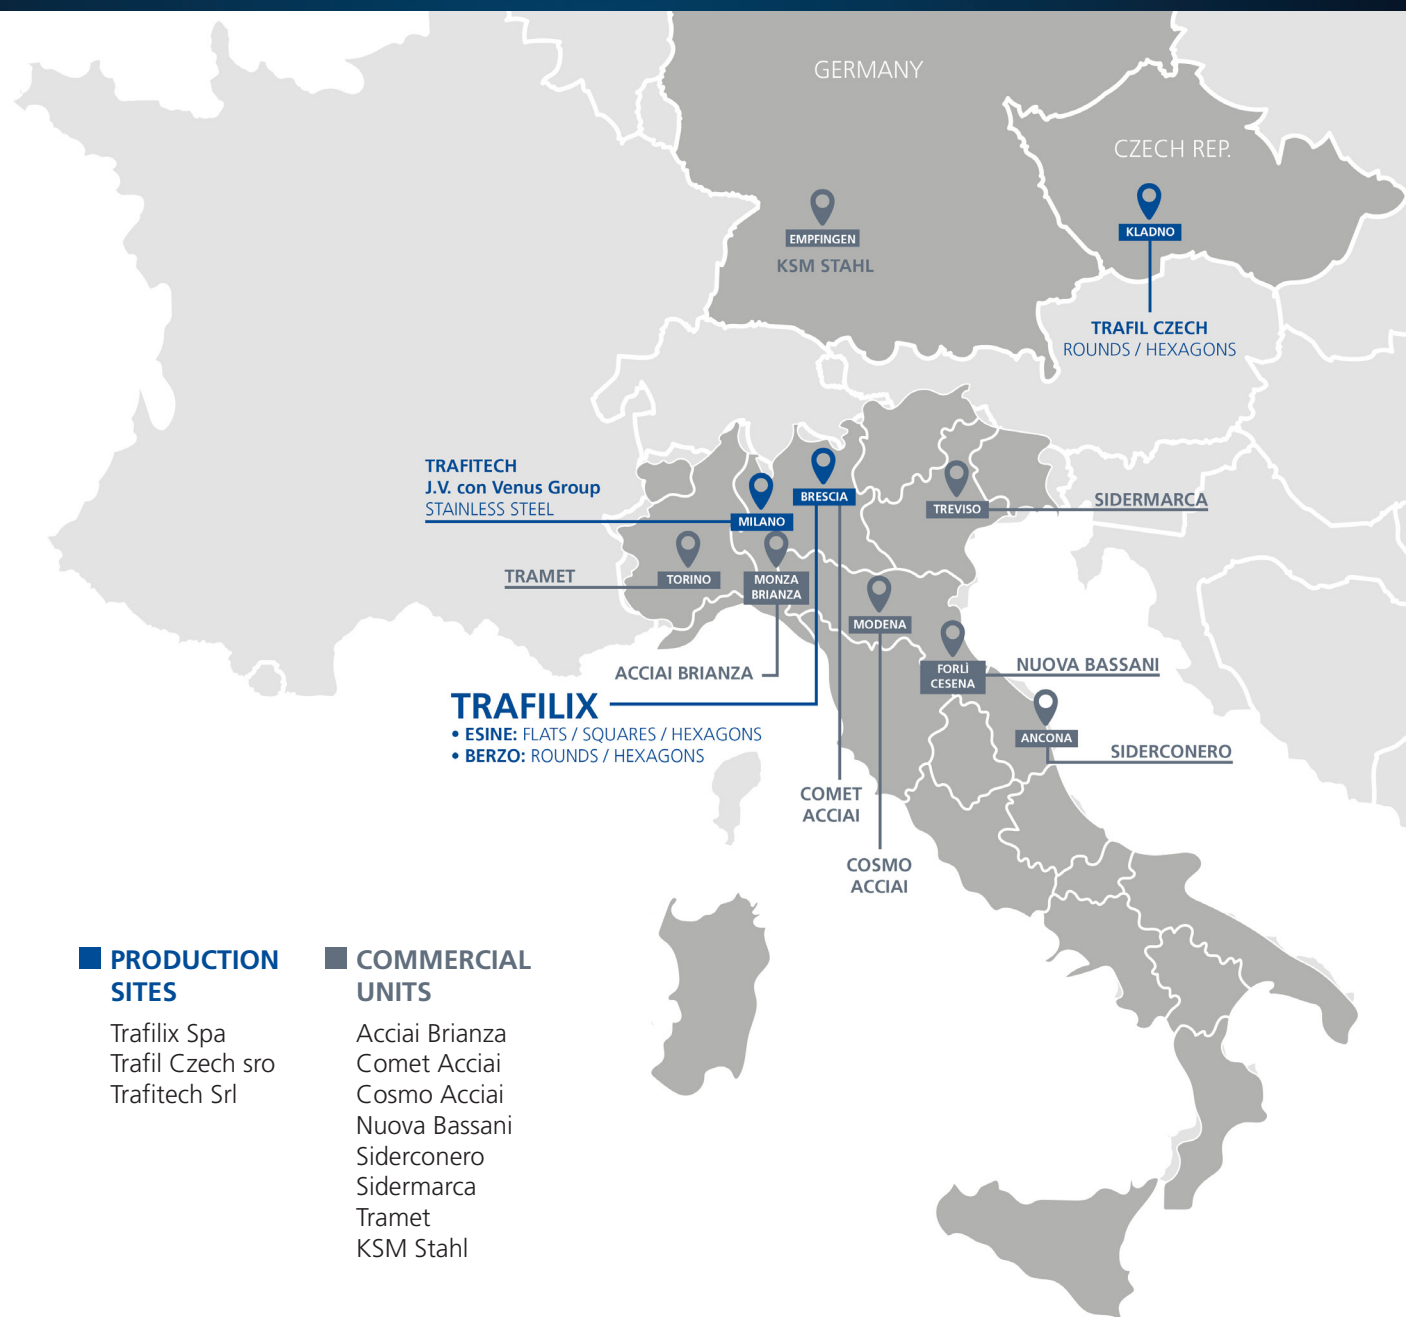 GERMANY
CZECH REP.
EMPFINGEN
KSM STAHL
KLADNO
TRAFIL CZECH
ROUNDS / HEXAGONS
TRAFITECH
J.V. con Venus Group
STAINLESS STEEL
MILANO
BRESCIA
TREVISO
SIDERMARCA
TRAMET
TORINO
MONZA
BRIANZA
MODENA
ACCIAI BRIANZA
FORLÌ
CESENA
NUOVA BASSANI
TRAFILIX
• ESINE: FLATS / SQUARES / HEXAGONS
• BERZO: ROUNDS / HEXAGONS
ANCONA
SIDERCONERO
COMET
ACCIAI
COSMO
ACCIAI
PRODUCTION
SITES
Trafilix Spa
Trafil Czech sro
Trafitech Srl
COMMERCIAL
UNITS
Acciai Brianza
Comet Acciai
Cosmo Acciai
Nuova Bassani
Siderconero
Sidermarca
Tramet
KSM Stahl